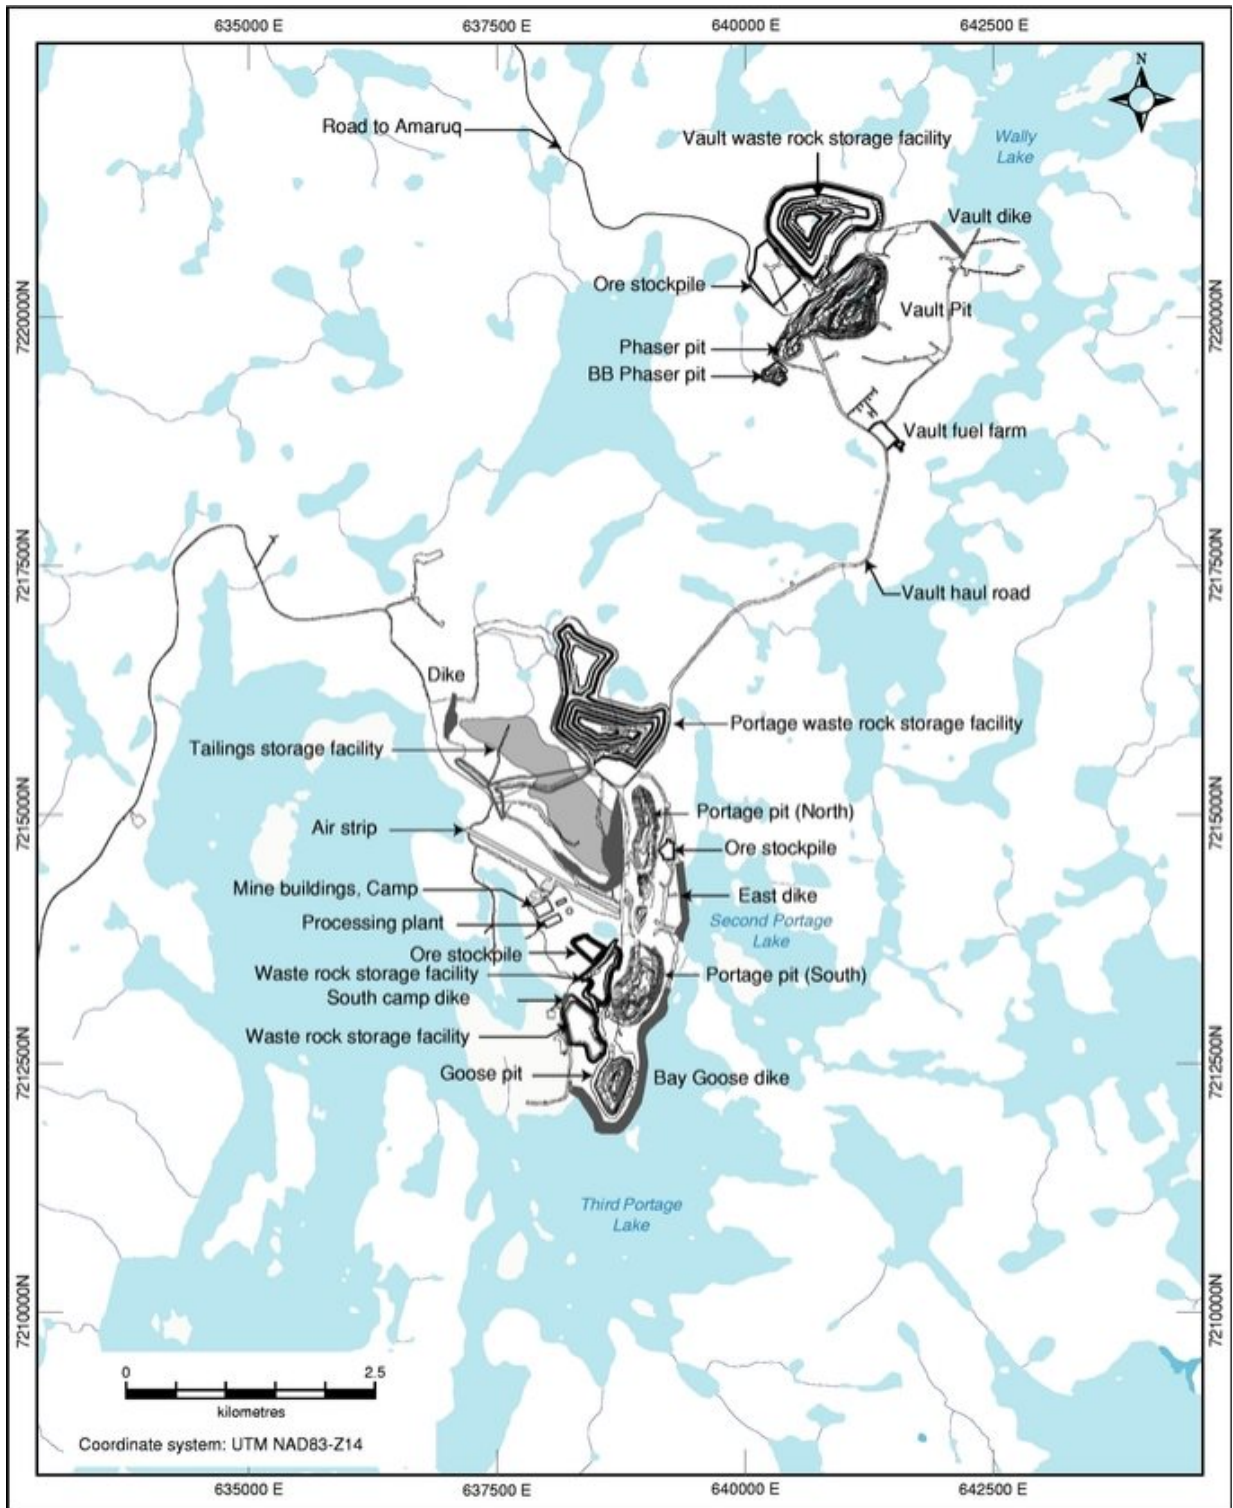 635000 E
637500 E
640000 E
642500 E
N
Road to Amaruq
Vault waste rock storage facility
Wally
Lake
Vault dike
Ore stockpile
7220000N
Vault Pit
7220000N
Phaser pit
BB Phaser pit
Vault fuel farm
7217500N
7217500N
Vault haul road
Dike
Portage waste rock storage facility
Tailings storage facility
7215000N
Portage pit (North)
7215000N
Air strip
Ore stockpile
Mine buildings, Camp
East dike
Processing plant
Second Portage
Lake
Ore stockpile
Waste rock storage facility
Portage pit (South)
South camp dike
Waste rock storage facility
7212500N
7212500N
Goose pit
Bay Goose dike
Third Portage
Lake
7210000N
7210000N
0
2.5
kilometres
Coordinate system: UTM NAD83-Z14
635000 E
637500 E
640000 E
642500 E